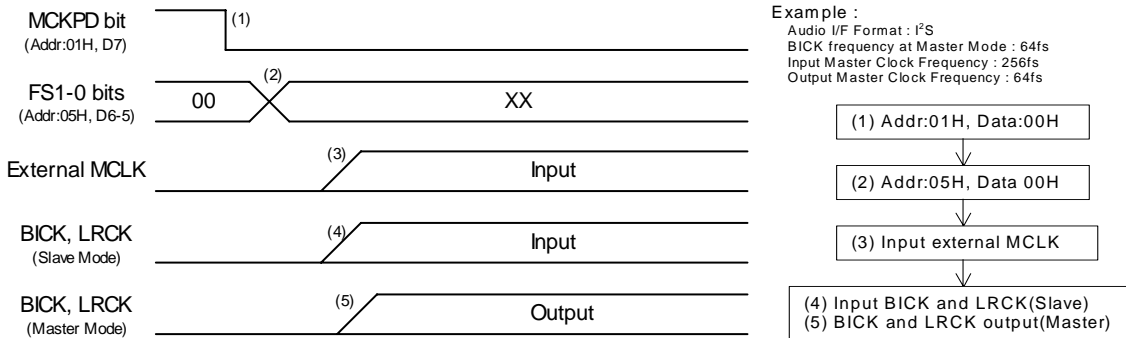 MCKPD bit
(Addr:01H, D7)
(1)
FS1-0 bits
(Addr:05H, D6-5)
00
(2)
XX
External MCLK
(3)
Input
BICK, LRCK
(Slave Mode)
(4)
Input
BICK, LRCK
(Master Mode)
(5)
Output
Example :
Audio I/F Format : I²S
BICK frequency at Master Mode : 64fs
Input Master Clock Frequency : 256fs
Output Master Clock Frequency : 64fs
(1) Addr:01H, Data:00H
(2) Addr:05H, Data 00H
(3) Input external MCLK
(4) Input BICK and LRCK(Slave)
(5) BICK and LRCK output(Master)